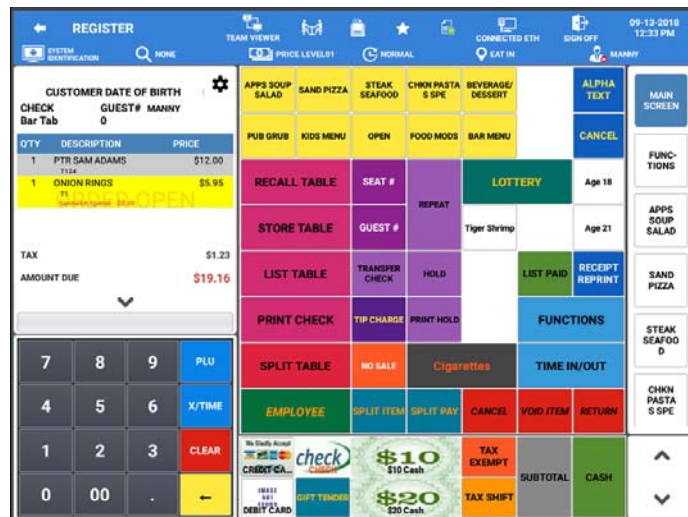 REGISTER
TEAM VIEWER
CONNECTED ETH
SIGN OFF
09-13-2018
12:33 PM
SYSTEM
IDENTIFICATION
NONE
PRICE LEVEL01
NORMAL
EAT IN
MANNY
CUSTOMER DATE OF BIRTH
CHECK GUEST# MANNY
Bar Tab 0
Q'TY DESCRIPTION PRICE
1 PTR SAM ADAMS $12.00
T124
1 ONION RINGS $5.95
T1
ORDER OPEN
TAX $1.23
AMOUNT DUE $19.16
7 8 9 PLU
4 5 6 X/TIME
1 2 3 CLEAR
0 00 . ←
APPS SOUP
SALAD
SAND PIZZA
STEAK
SEAFOOD
CHKN PASTA
S SPE
BEVERAGE/
DESSERT
ALPHA
TEXT
PUB GRUB
KIDS MENU
OPEN
FOOD MODS
BAR MENU
CANCEL
RECALL TABLE
SEAT #
REPEAT
LOTTERY
Age 18
STORE TABLE
GUEST #
Tiger Shrimp
Age 21
LIST TABLE
TRANSFER
CHECK
HOLD
LIST PAID
RECEIPT
REPRINT
PRINT CHECK
TIP CHARGE
PRINT HOLD
FUNCTIONS
SPLIT TABLE
NO SALE
Cigarettes
TIME IN/OUT
EMPLOYEE
SPLIT ITEM
SPLIT PAY
CANCEL
VOID ITEM
RETURN
We Gladly Accept
CREDIT CA...
check
CHECK
$10
$10 Cash
TAX
EXEMPT
SUBTOTAL
CASH
IMAGE
NOT
FOUND
DEBIT CARD
GIFT TENDER
$20
$20 Cash
TAX SHIFT
MAIN
SCREEN
FUNC-
TIONS
APPS
SOUP
SALAD
SAND
PIZZA
STEAK
SEAFOO
D
CHKN
PASTA
S SPE